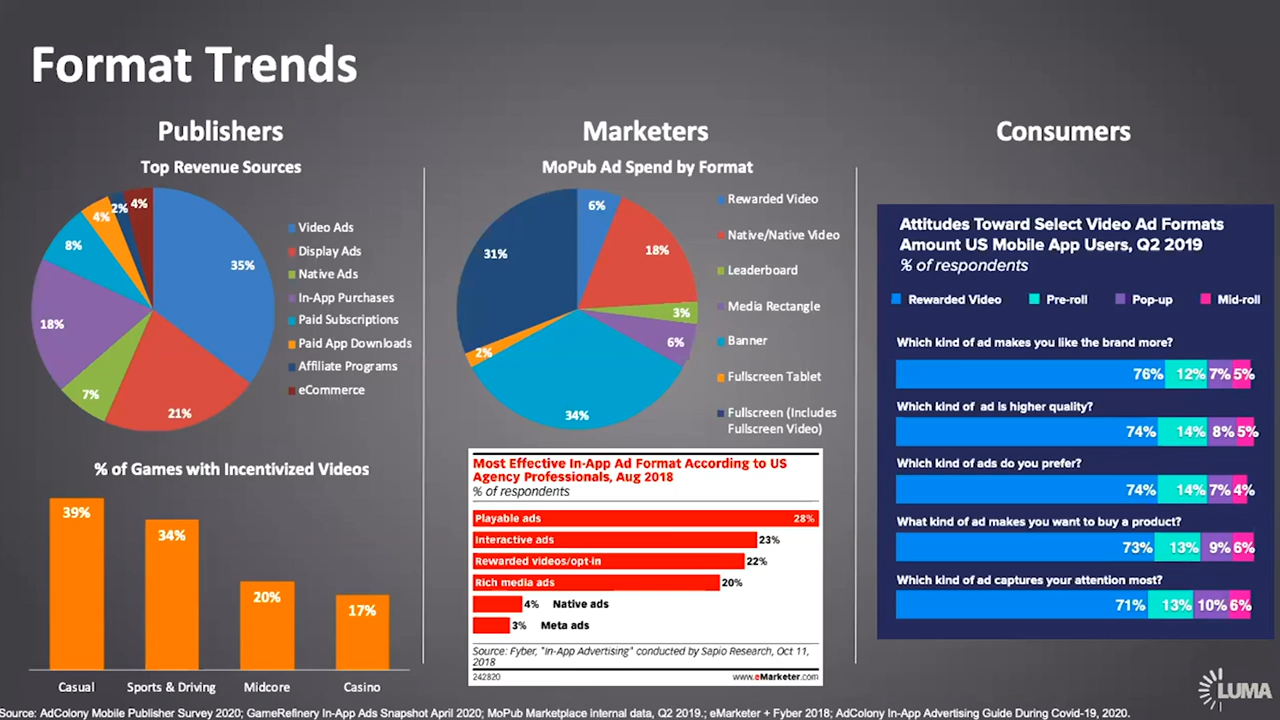 Format Trends
Publishers
Top Revenue Sources
35%
21%
7%
18%
8%
4%
2%
4%
Video Ads
Display Ads
Native Ads
In-App Purchases
Paid Subscriptions
Paid App Downloads
Affiliate Programs
eCommerce
% of Games with Incentivized Videos
39%
34%
20%
17%
Casual
Sports & Driving
Midcore
Casino
Marketers
MoPub Ad Spend by Format
6%
18%
3%
6%
34%
2%
31%
Rewarded Video
Native/Native Video
Leaderboard
Media Rectangle
Banner
Fullscreen Tablet
Fullscreen (Includes
Fullscreen Video)
Most Effective In-App Ad Format According to US
Agency Professionals, Aug 2018
% of respondents
Playable ads 28%
Interactive ads 23%
Rewarded videos/opt-in 22%
Rich media ads 20%
4% Native ads
3% Meta ads
Source: Fyber, "In-App Advertising" conducted by Sapio Research, Oct 11,
2018
242820 www.eMarketer.com
Consumers
Attitudes Toward Select Video Ad Formats
Amount US Mobile App Users, Q2 2019
% of respondents
Rewarded Video Pre-roll Pop-up Mid-roll
Which kind of ad makes you like the brand more?
76% 12% 7% 5%
Which kind of ad is higher quality?
74% 14% 8% 5%
Which kind of ads do you prefer?
74% 14% 7% 4%
What kind of ad makes you want to buy a product?
73% 13% 9% 6%
Which kind of ad captures your attention most?
71% 13% 10% 6%
LUMA
Source: AdColony Mobile Publisher Survey 2020; GameRefinery In-App Ads Snapshot April 2020; MoPub Marketplace internal data, Q2 2019.; eMarketer + Fyber 2018; AdColony In-App Advertising Guide During Covid-19, 2020.